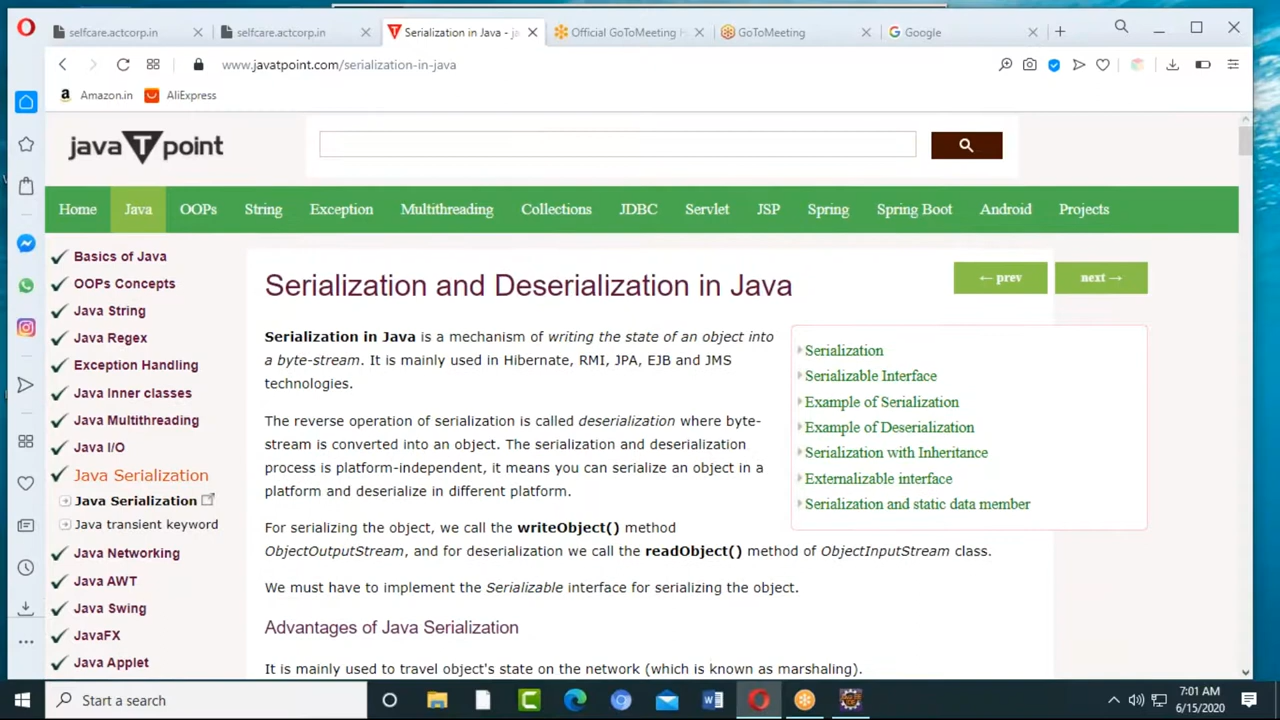 selfcare.actcorp.in
selfcare.actcorp.in
Serialization in Java - ja
Official GoToMeeting H
GoToMeeting
Google
www.javatpoint.com/serialization-in-java
Amazon.in
AliExpress
java T point
Home Java OOPs String Exception Multithreading Collections JDBC Servlet JSP Spring Spring Boot Android Projects
Basics of Java
OOPs Concepts
Java String
Java Regex
Exception Handling
Java Inner classes
Java Multithreading
Java I/O
Java Serialization
Java Serialization
Java transient keyword
Java Networking
Java AWT
Java Swing
JavaFX
Java Applet
Serialization and Deserialization in Java
← prev
next →
Serialization in Java is a mechanism of writing the state of an object into
a byte-stream. It is mainly used in Hibernate, RMI, JPA, EJB and JMS
technologies.
The reverse operation of serialization is called deserialization where byte-
stream is converted into an object. The serialization and deserialization
process is platform-independent, it means you can serialize an object in a
platform and deserialize in different platform.
For serializing the object, we call the writeObject() method
ObjectOutputStream, and for deserialization we call the readObject() method of ObjectInputStream class.
We must have to implement the Serializable interface for serializing the object.
Advantages of Java Serialization
It is mainly used to travel object's state on the network (which is known as marshaling).
Serialization
Serializable Interface
Example of Serialization
Example of Deserialization
Serialization with Inheritance
Externalizable interface
Serialization and static data member
Start a search
7:01 AM
6/15/2020